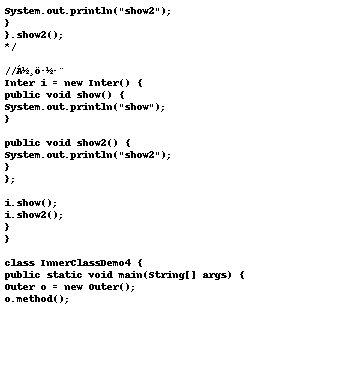 System.out.println("show2");
}
}.show2();
*/

//Á½¸ö·½·¨
Inter i = new Inter() {
public void show() {
System.out.println("show");
}

public void show2() {
System.out.println("show2");
}
};

i.show();
i.show2();
}
}

class InnerClassDemo4 {
public static void main(String[] args) {
Outer o = new Outer();
o.method();